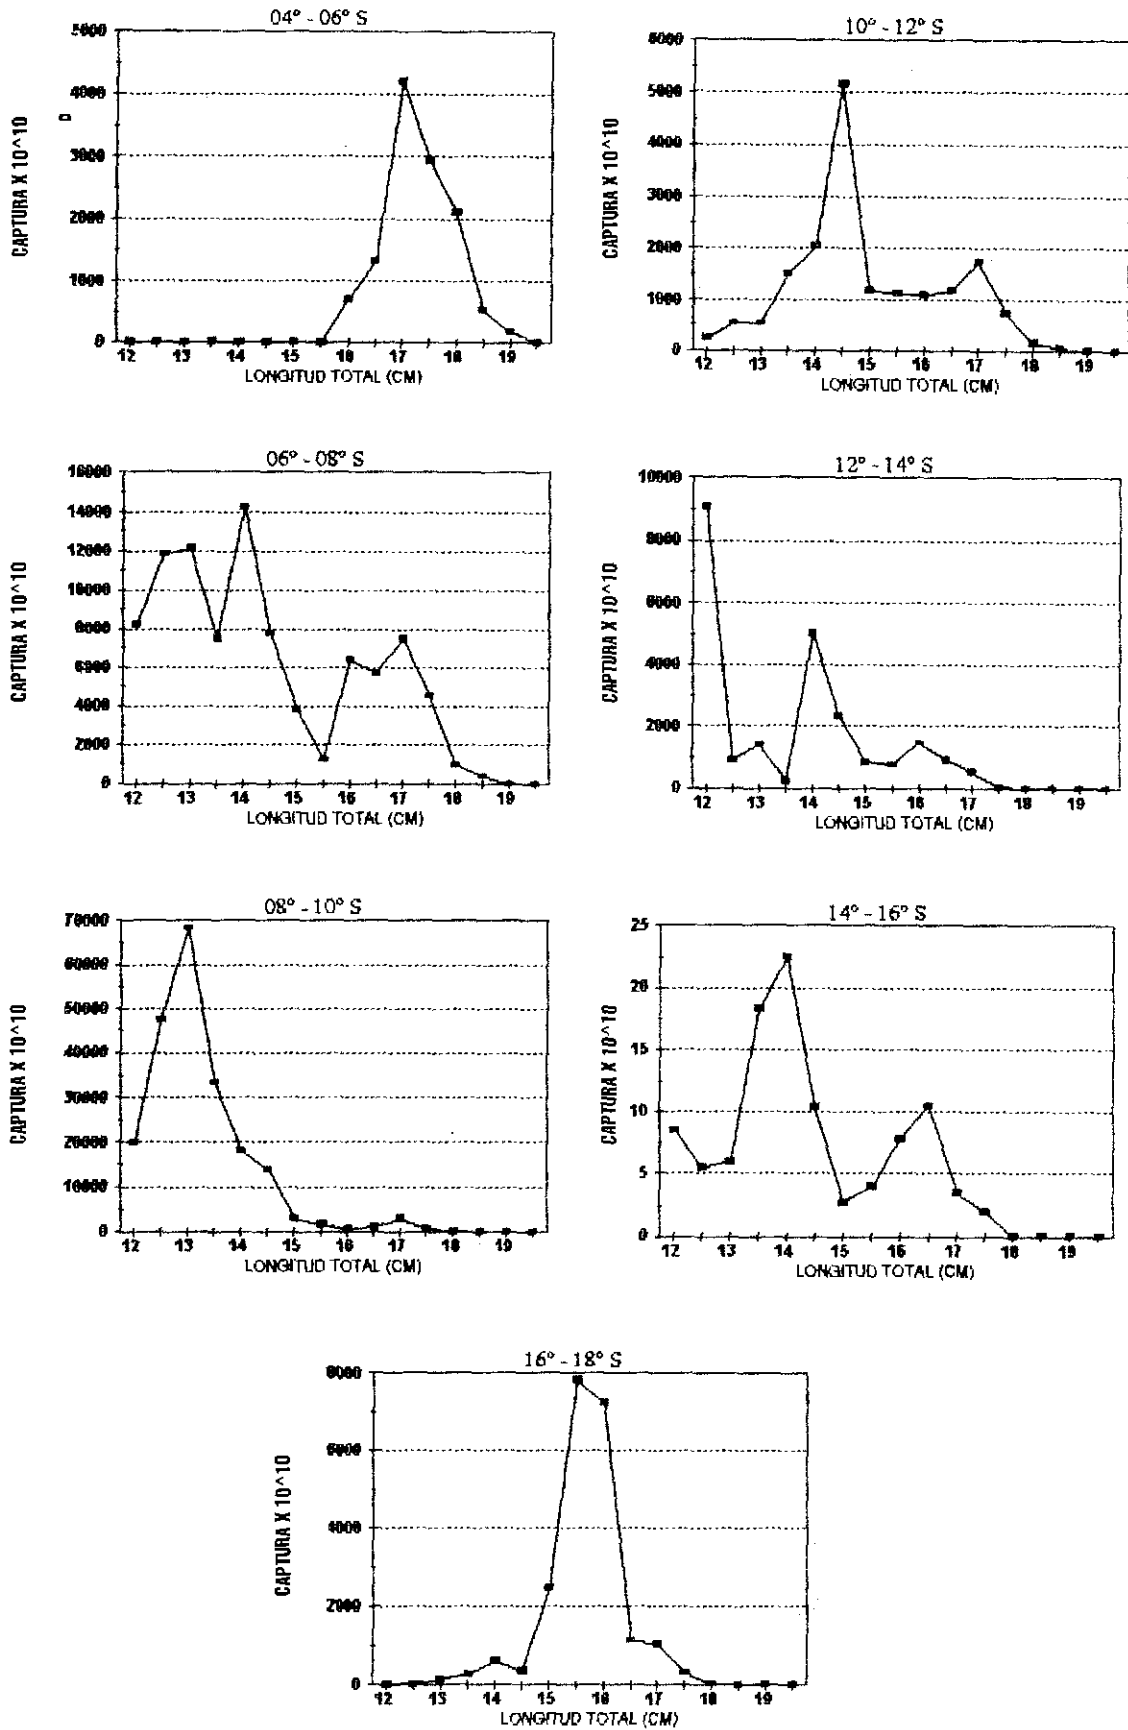 04° - 06° S
5000
4000
3000
2000
1000
0
12 13 14 15 16 17 18 19
LONGITUD TOTAL (CM)
CAPTURA X 10^10
D
10° - 12° S
6000
5000
4000
3000
2000
1000
0
12 13 14 15 16 17 18 19
LONGITUD TOTAL (CM)
CAPTURA X 10^10
06° - 08° S
16000
14000
12000
10000
8000
6000
4000
2000
0
12 13 14 15 16 17 18 19
LONGITUD TOTAL (CM)
CAPTURA X 10^10
12° - 14° S
10000
8000
6000
4000
2000
0
12 13 14 15 16 17 18 19
LONGITUD TOTAL (CM)
CAPTURA X 10^10
08° - 10° S
70000
60000
50000
40000
30000
20000
10000
0
12 13 14 15 16 17 18 19
LONGITUD TOTAL (CM)
CAPTURA X 10^10
14° - 16° S
25
20
15
10
5
0
12 13 14 15 16 17 18 19
LONGITUD TOTAL (CM)
CAPTURA X 10^10
16° - 18° S
8000
6000
4000
2000
0
12 13 14 15 16 17 18 19
LONGITUD TOTAL (CM)
CAPTURA X 10^10